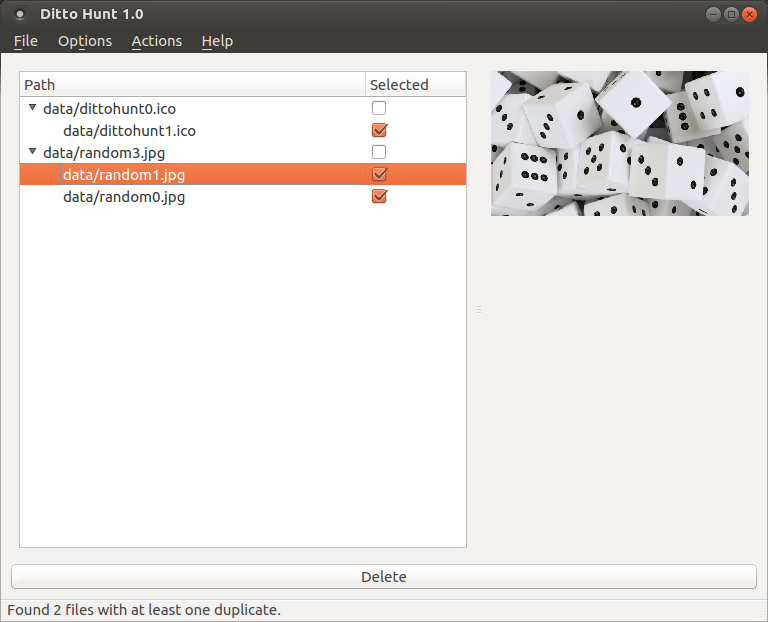 Ditto Hunt 1.0
File Options Actions Help
Path Selected
data/dittohunt0.ico
data/dittohunt1.ico
data/random3.jpg
data/random1.jpg
data/random0.jpg
Delete
Found 2 files with at least one duplicate.